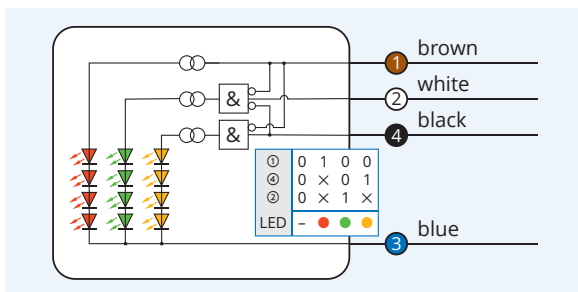 brown
1
white
2
&
black
4
&
① 0 1 0 0
④ 0 × 0 1
② 0 × 1 ×
LED –
blue
3